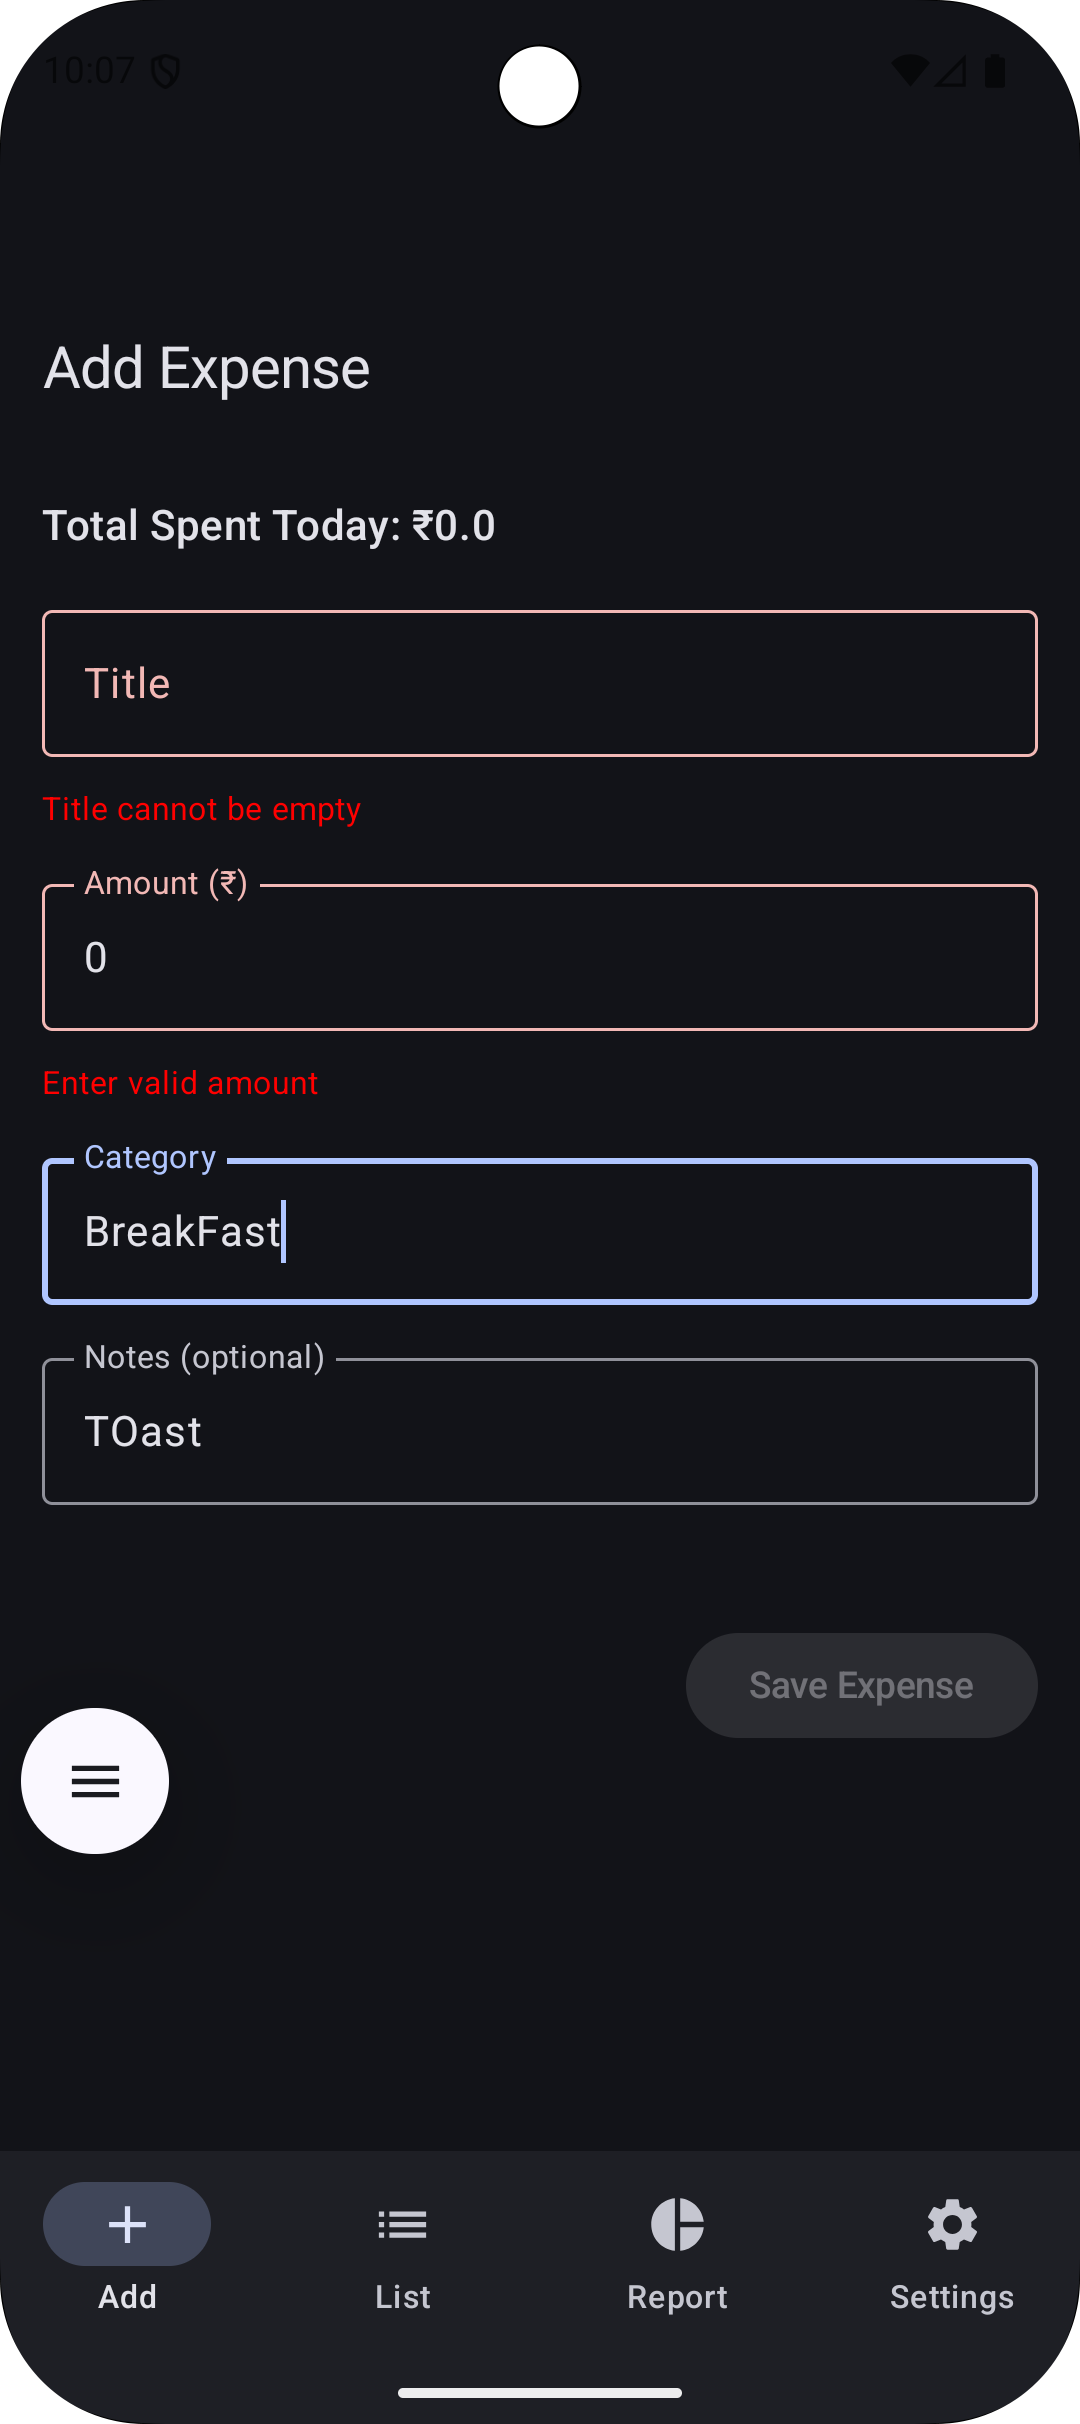 10:07
Add Expense
Total Spent Today: ₹0.0
Title
Title cannot be empty
Amount (₹)
0
Enter valid amount
Category
BreakFast
Notes (optional)
TOast
Save Expense
Add List Report Settings